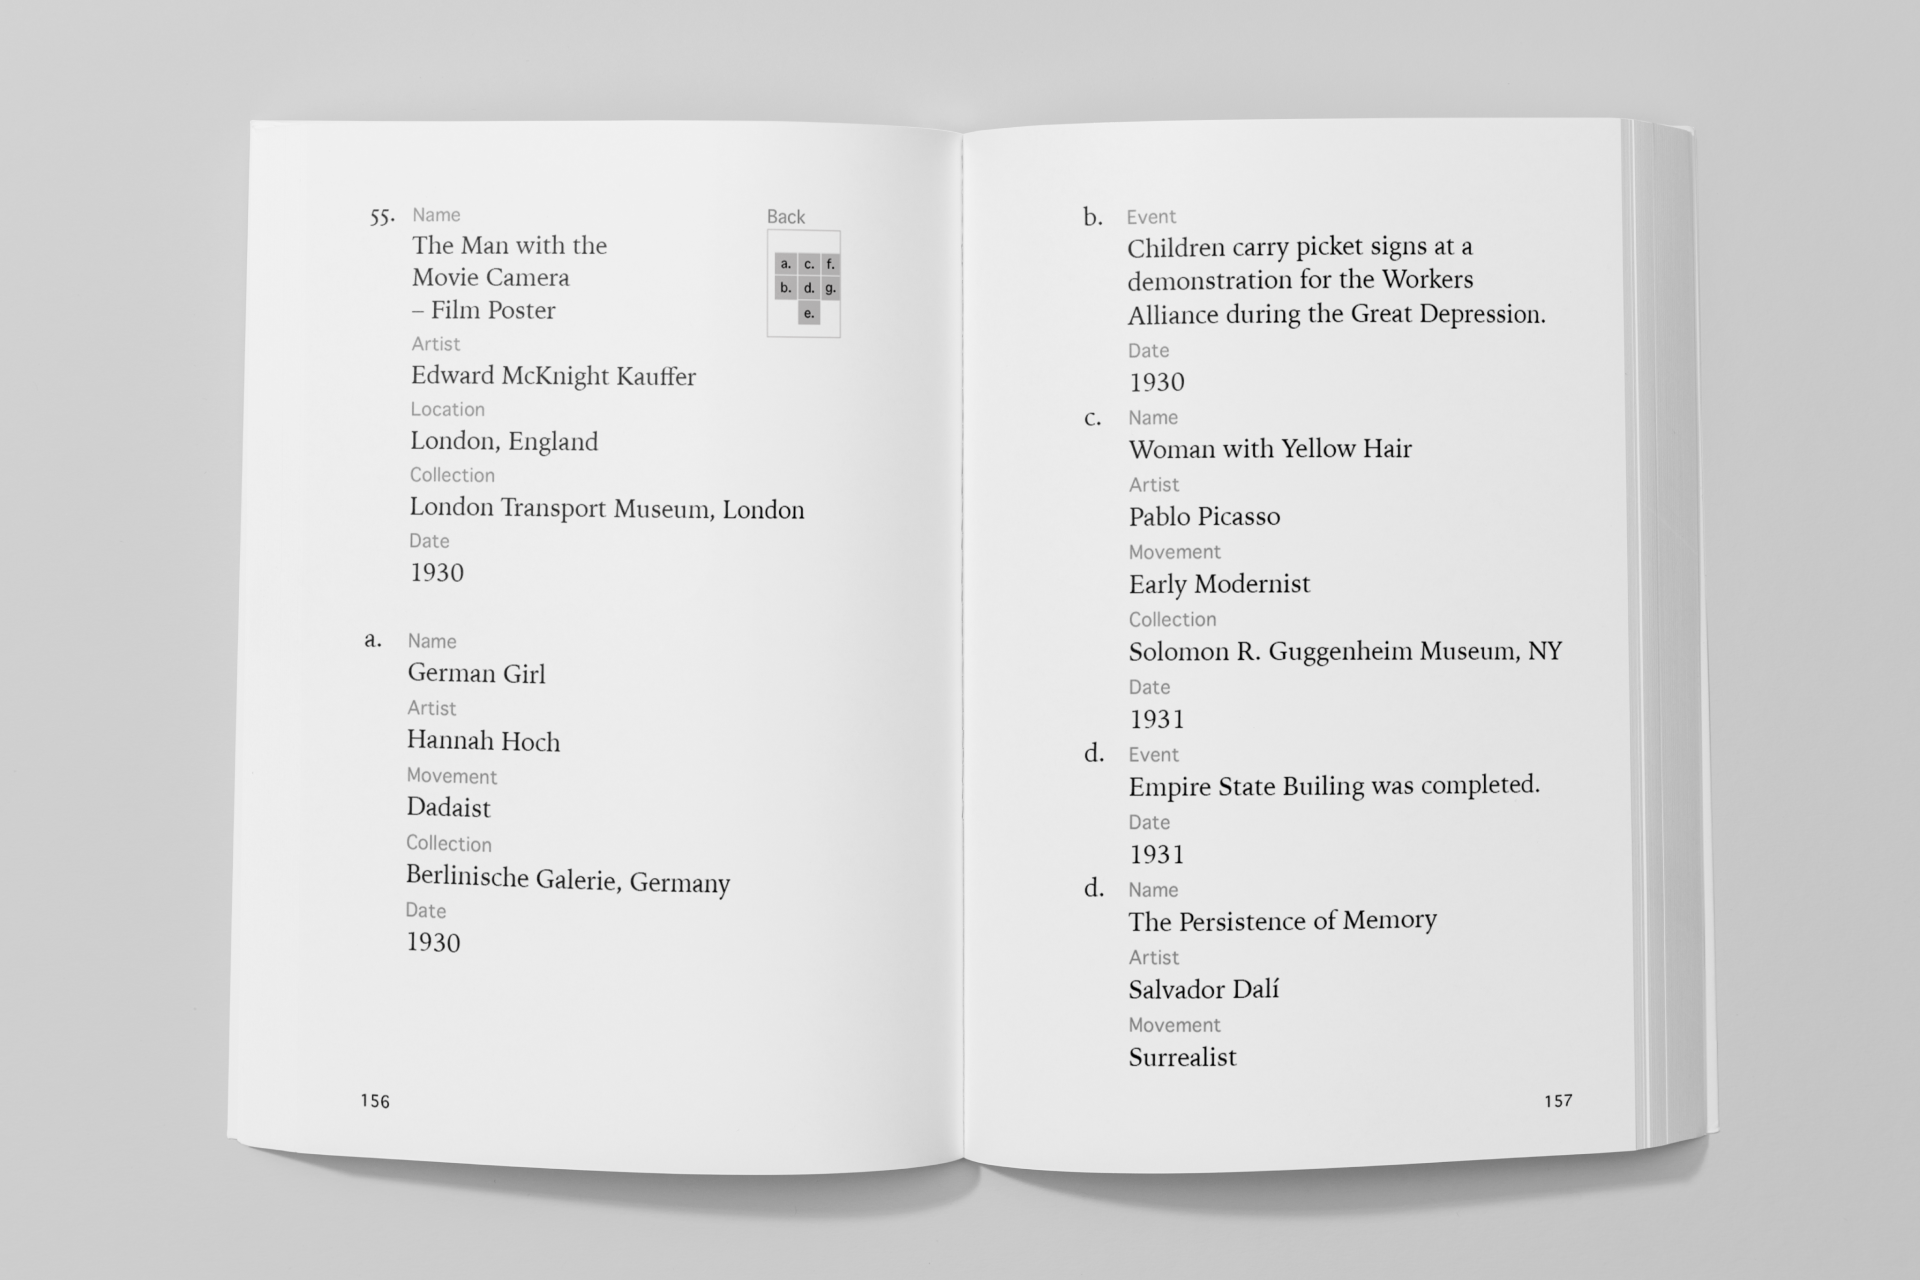 55. Name
The Man with the
Movie Camera
– Film Poster
Artist
Edward McKnight Kauffer
Location
London, England
Collection
London Transport Museum, London
Date
1930
Back
a. c. f.
b. d. g.
e.
a. Name
German Girl
Artist
Hannah Hoch
Movement
Dadaist
Collection
Berlinische Galerie, Germany
Date
1930
156
b. Event
Children carry picket signs at a
demonstration for the Workers
Alliance during the Great Depression.
Date
1930
c. Name
Woman with Yellow Hair
Artist
Pablo Picasso
Movement
Early Modernist
Collection
Solomon R. Guggenheim Museum, NY
Date
1931
d. Event
Empire State Builing was completed.
Date
1931
d. Name
The Persistence of Memory
Artist
Salvador Dalí
Movement
Surrealist
157